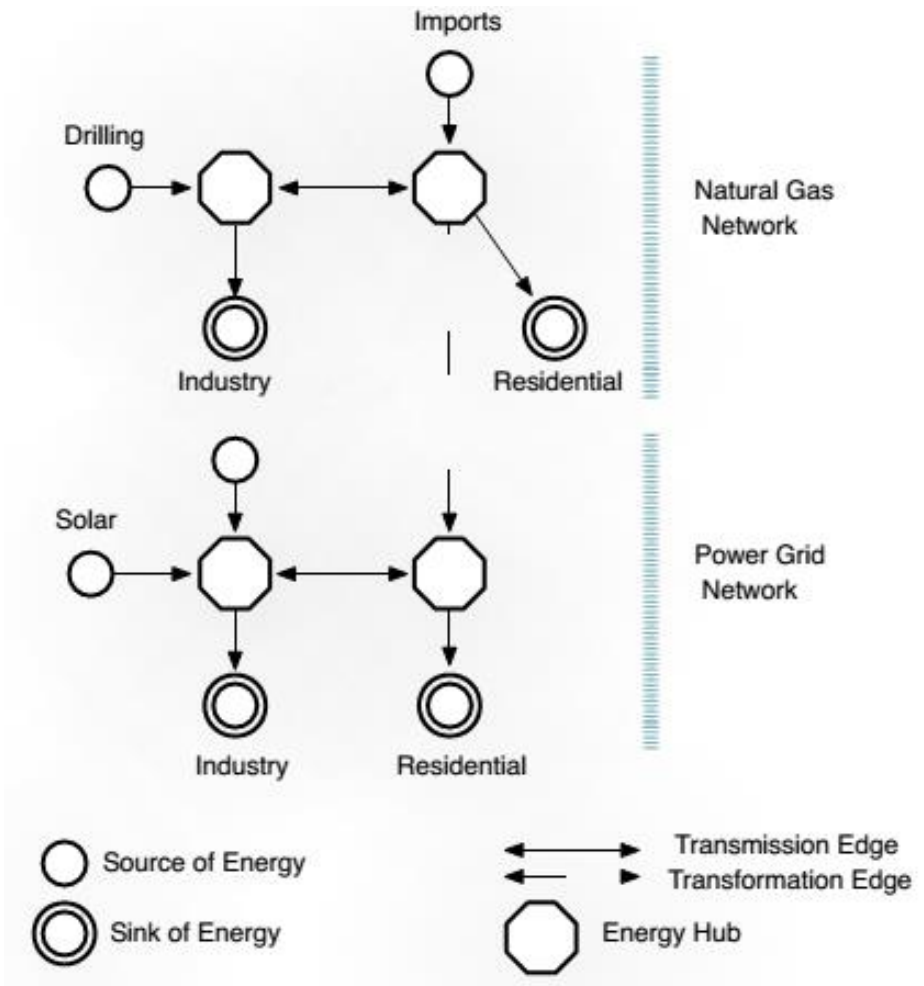 Imports
Drilling
Natural Gas
Network
Industry
Residential
Solar
Power Grid
Network
Industry
Residential
Source of Energy
Transmission Edge
Transformation Edge
Sink of Energy
Energy Hub